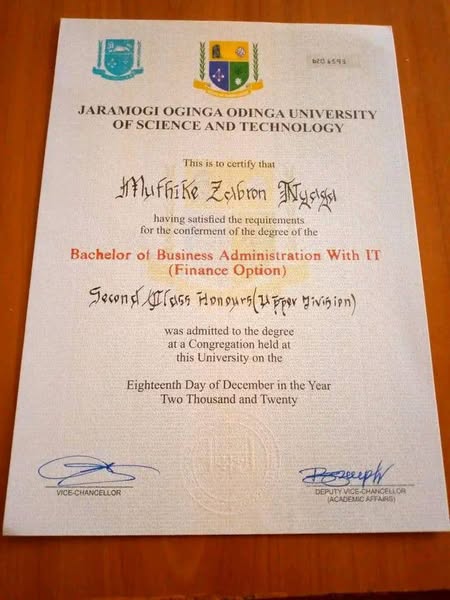 JARAMOGI OGINGA ODINGA UNIVERSITY
OF SCIENCE AND TECHNOLOGY
This is to certify that
Muthike Zabron Nyaga
having satisfied the requirements
for the conferment of the degree of the
Bachelor of Business Administration With IT
(Finance Option)
Second Class Honours(Upper Division)
was admitted to the degree
at a Congregation held at
this University on the
Eighteenth Day of December in the Year
Two Thousand and Twenty
VICE-CHANCELLOR
DEPUTY VICE-CHANCELLOR
(ACADEMIC AFFAIRS)